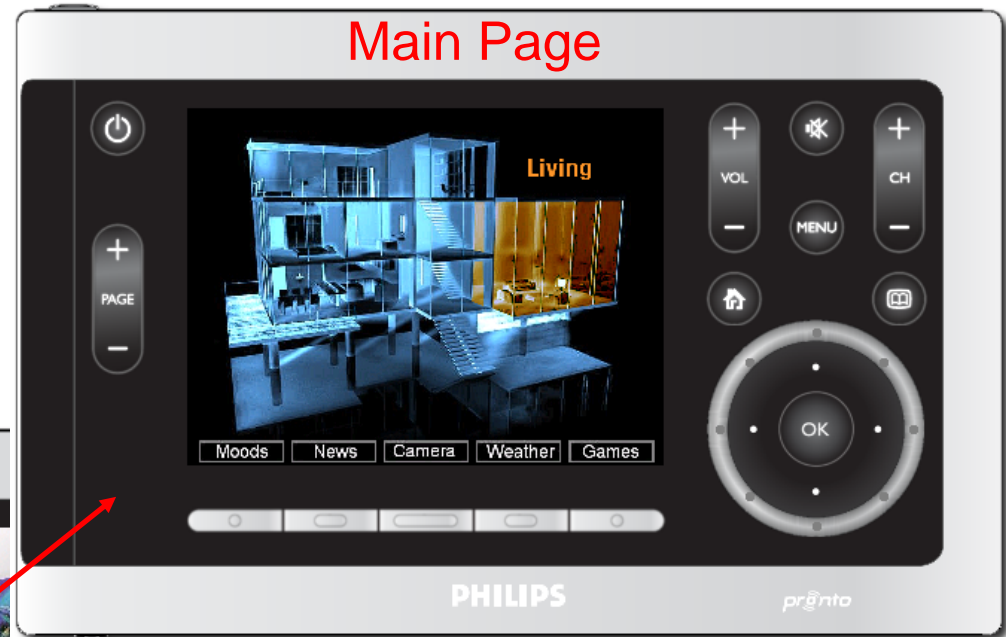 Main Page
Living
VOL
CH
MENU
PAGE
OK
Moods News Camera Weather Games
PHILIPS
pronto